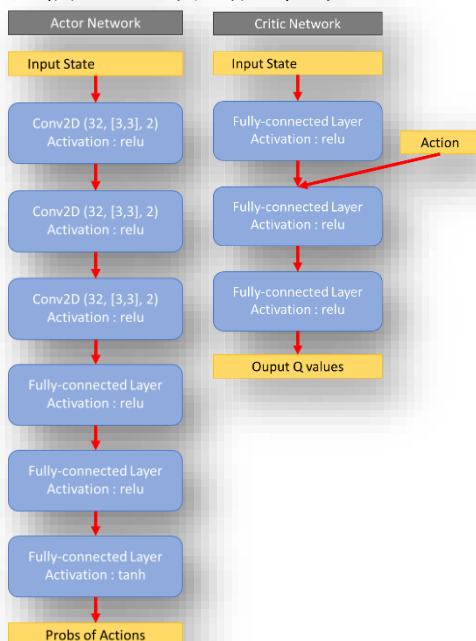 Actor Network
Input State
Conv2D (32, [3,3], 2)
Activation : relu
Conv2D (32, [3,3], 2)
Activation : relu
Conv2D (32, [3,3], 2)
Activation : relu
Fully-connected Layer
Activation : relu
Fully-connected Layer
Activation : relu
Fully-connected Layer
Activation : tanh
Probs of Actions
Critic Network
Input State
Fully-connected Layer
Activation : relu
Action
Fully-connected Layer
Activation : relu
Fully-connected Layer
Activation : relu
Ouput Q values